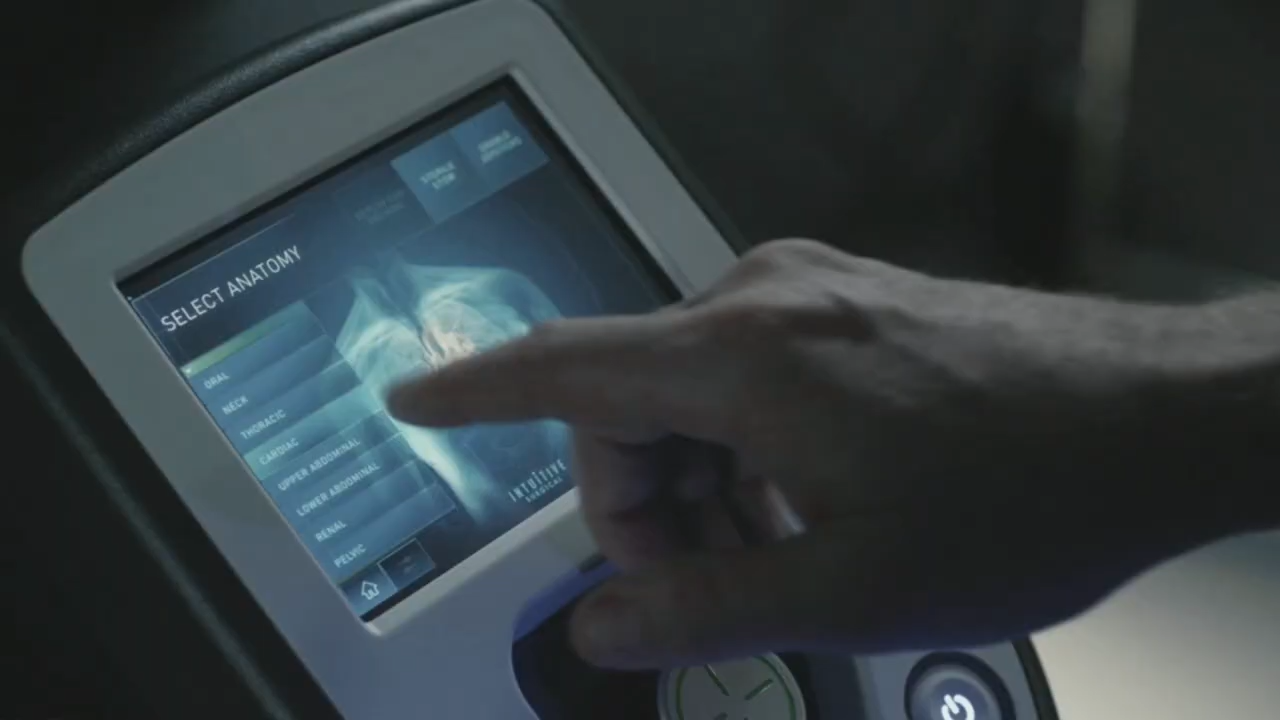 SELECT ANATOMY
ORAL
NECK
THORACIC
CARDIAC
UPPER ABDOMINAL
LOWER ABDOMINAL
RENAL
PELVIC
INTUITIVE
SURGICAL